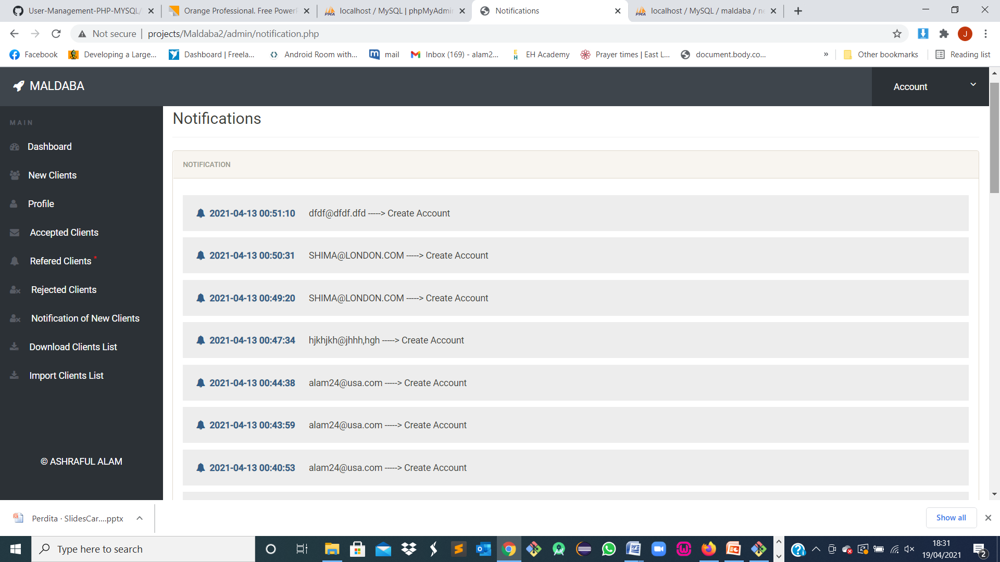 User-Management-PHP-MYSQL/
Orange Professional. Free PowerP
localhost / MySQL | phpMyAdmin
Notifications
localhost / MySQL / maldaba / ne
Not secure
projects/Maldaba2/admin/notification.php
J
Facebook
Developing a Large...
Dashboard | Freela...
Android Room with...
mail
Inbox (169) - alam2...
EH Academy
Prayer times | East L...
document.body.co...
»
Other bookmarks
Reading list
MALDABA
Account
MAIN
Dashboard
New Clients
Profile
Accepted Clients
Refered Clients *
Rejected Clients
Notification of New Clients
Download Clients List
Import Clients List
© ASHRAFUL ALAM
Notifications
NOTIFICATION
2021-04-13 00:51:10 dfdf@dfdf.dfd -----> Create Account
2021-04-13 00:50:31 SHIMA@LONDON.COM -----> Create Account
2021-04-13 00:49:20 SHIMA@LONDON.COM -----> Create Account
2021-04-13 00:47:34 hjkhjkh@jhhh,hgh -----> Create Account
2021-04-13 00:44:38 alam24@usa.com -----> Create Account
2021-04-13 00:43:59 alam24@usa.com -----> Create Account
2021-04-13 00:40:53 alam24@usa.com -----> Create Account
Perdita · SlidesCar....pptx
Show all
Type here to search
18:31
19/04/2021
2